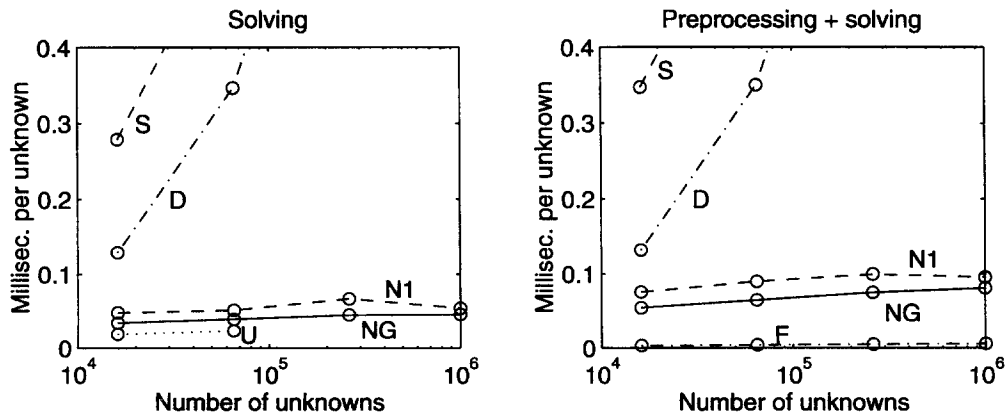 Solving
Millisec. per unknown
0.4
0.3
0.2
0.1
0
S
D
N1
NG
U
10^4
10^5
10^6
Number of unknowns
Preprocessing + solving
Millisec. per unknown
0.4
0.3
0.2
0.1
0
S
D
N1
NG
F
10^4
10^5
10^6
Number of unknowns